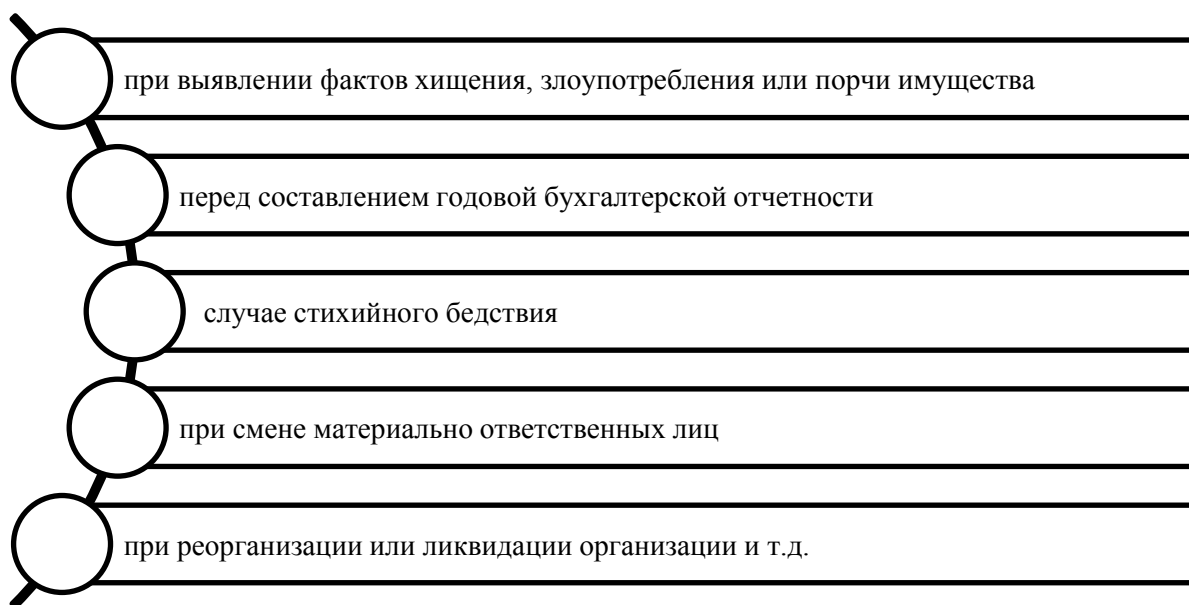 при выявлении фактов хищения, злоупотребления или порчи имущества
перед составлением годовой бухгалтерской отчетности
случае стихийного бедствия
при смене материально ответственных лиц
при реорганизации или ликвидации организации и т.д.